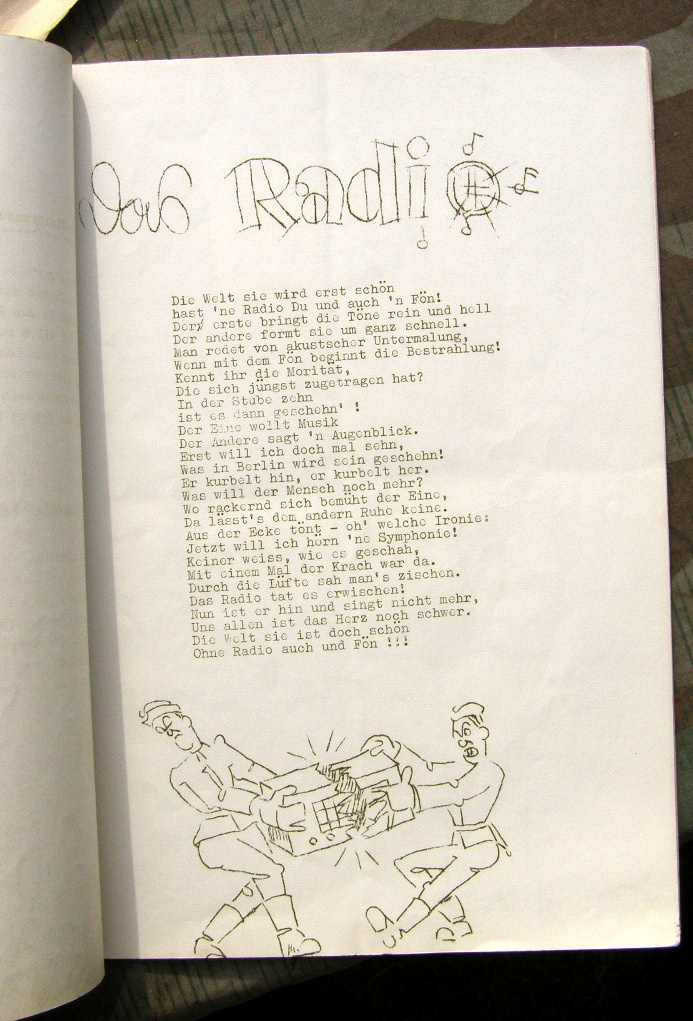 Das Radio
Die Welt sie wird erst schön
hast 'ne Radio Du und auch 'n Fön!
Der erste bringt die Töne rein und hell
Der andere formt sie um ganz schnell.
Man redet von akustscher Untermalung,
Wenn mit dem Fön beginnt die Bestrahlung!
Kennt ihr die Morität,
Die sich jüngst zugetragen hat?
In der Stube zehn
ist es dann geschehn' !
Der Eine wollt Musik
Der Andere sagt 'n Augenblick.
Erst will ich doch mal sehn,
Was in Berlin wird sein geschehn!
Er kurbelt hin, er kurbelt her.
Was will der Mensch noch mehr?
Wo rackernd sich bemüht der Eine,
Da lässt's dem andern Ruhe keine.
Aus der Ecke tönt - oh' welche Ironie:
Jetzt will ich hörn 'ne Symphonie!
Keiner weiss, wie es geschah,
Mit einem Mal der Krach war da.
Durch die Lüfte sah man's zischen.
Das Radio tat es erwischen!
Nun ist er hin und singt nicht mehr,
Uns allen ist das Herz noch schwer.
Die Welt sie ist doch schön
Ohne Radio auch und Fön !!!